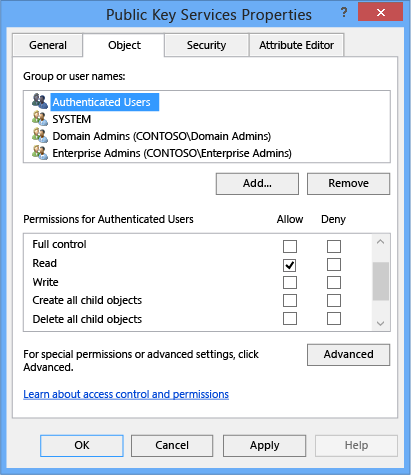 Public Key Services Properties
?
General Object Security Attribute Editor
Group or user names:
Authenticated Users
SYSTEM
Domain Admins (CONTOSO\Domain Admins)
Enterprise Admins (CONTOSO\Enterprise Admins)
Add... Remove
Permissions for Authenticated Users Allow Deny
Full control
Read
Write
Create all child objects
Delete all child objects
For special permissions or advanced settings, click
Advanced.
Advanced
Learn about access control and permissions
OK Cancel Apply Help